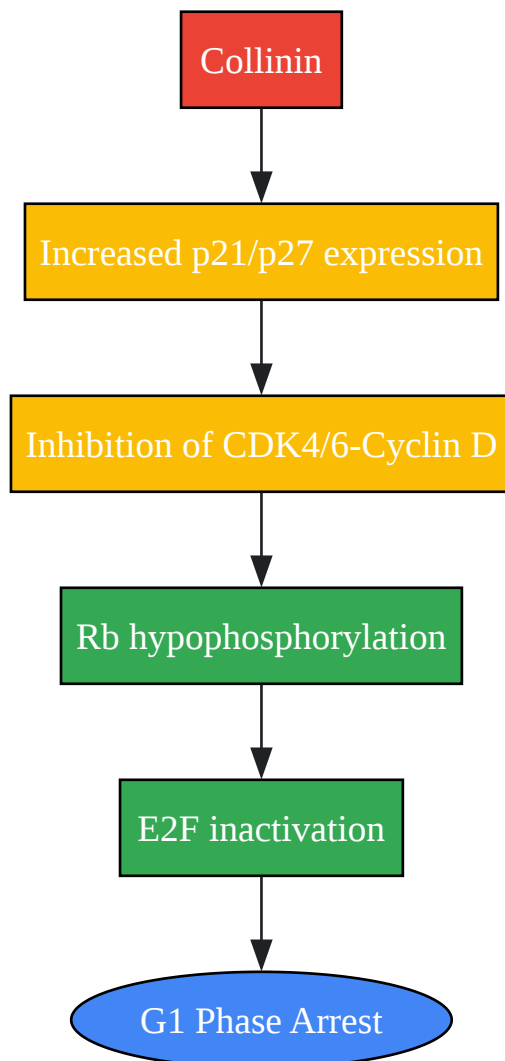 Collinin
Increased p21/p27 expression
Inhibition of CDK4/6-Cyclin D
Rb hypophosphorylation
E2F inactivation
G1 Phase Arrest